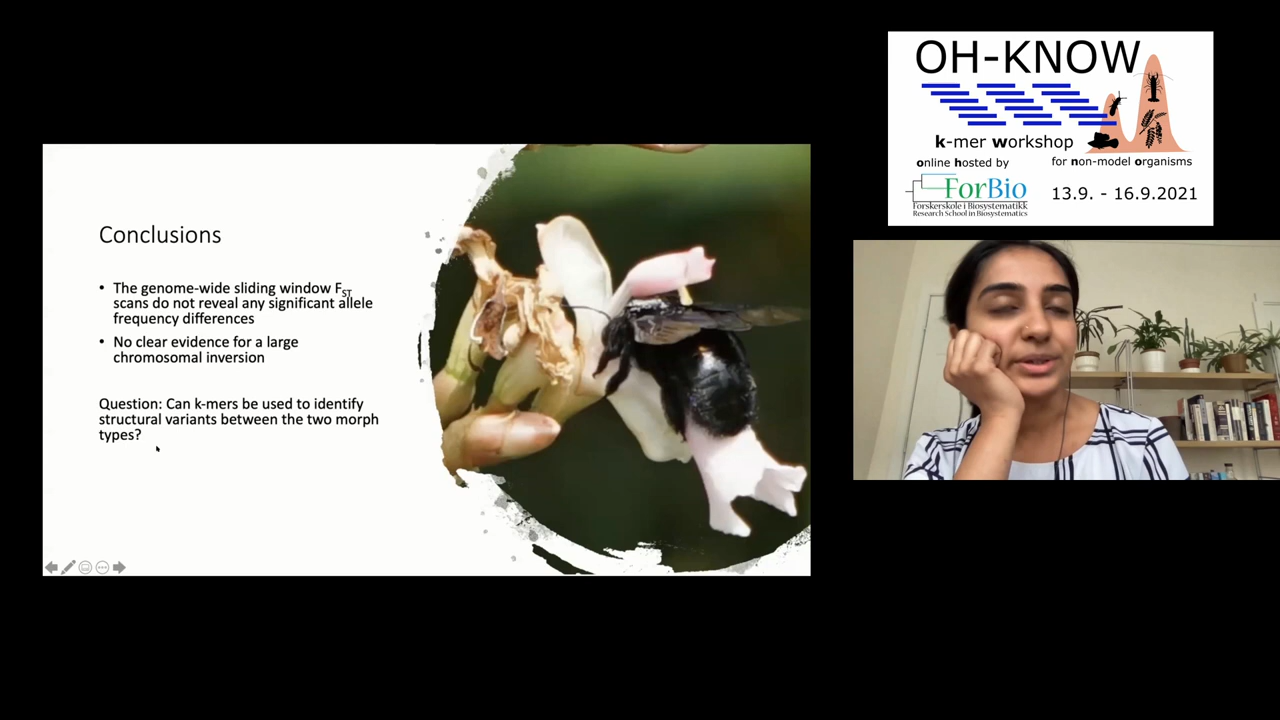 OH-KNOW
k-mer workshop
online hosted by
for non-model organisms
ForBio
Forskerskole i Biosystematikk
Research School in Biosystematics
13.9. - 16.9.2021
Conclusions
• The genome-wide sliding window FST
scans do not reveal any significant allele
frequency differences
• No clear evidence for a large
chromosomal inversion
Question: Can k-mers be used to identify
structural variants between the two morph
types?